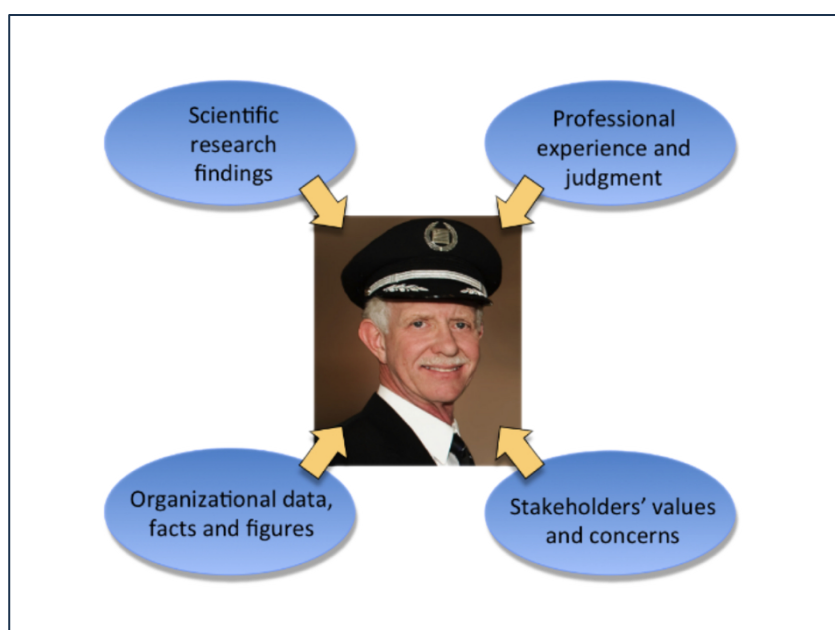 Scientific
research
findings
Professional
experience and
judgment
Organizational data,
facts and figures
Stakeholders’ values
and concerns